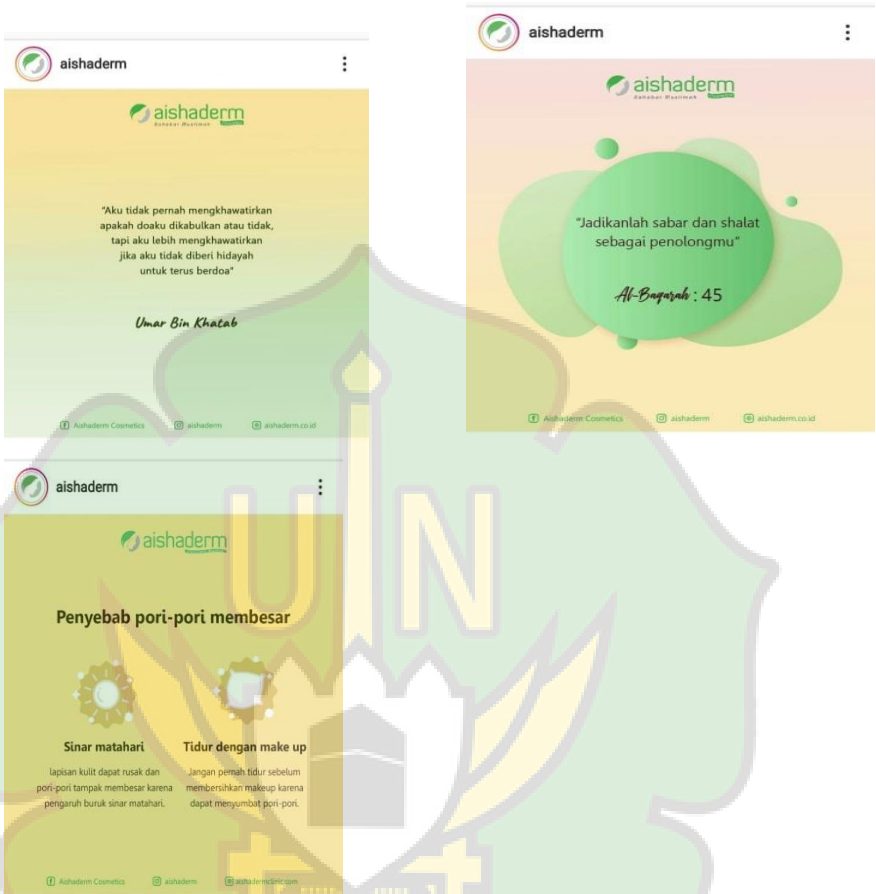 aishaderm
aishaderm
Sahabat Muslimah
"Aku tidak pernah mengkhawatirkan
apakah doaku dikabulkan atau tidak,
tapi aku lebih mengkhawatirkan
jika aku tidak diberi hidayah
untuk terus berdoa"
Umar Bin Khatab
Aishaderm Cosmetics aishaderm aishaderm.co.id
aishaderm
aishaderm
Sahabat Muslimah
"Jadikanlah sabar dan shalat
sebagai penolongmu"
Al-Baqarah : 45
Aishaderm Cosmetics aishaderm aishaderm.co.id
aishaderm
aishaderm
Penyebab pori-pori membesar
Sinar matahari
lapisan kulit dapat rusak dan
pori-pori tampak membesar karena
pengaruh buruk sinar matahari.
Tidur dengan make up
Jangan pernah tidur sebelum
membersihkan makeup karena
dapat menyumbat pori-pori.
Aishaderm Cosmetics aishaderm aishadermclinic.com
UIN